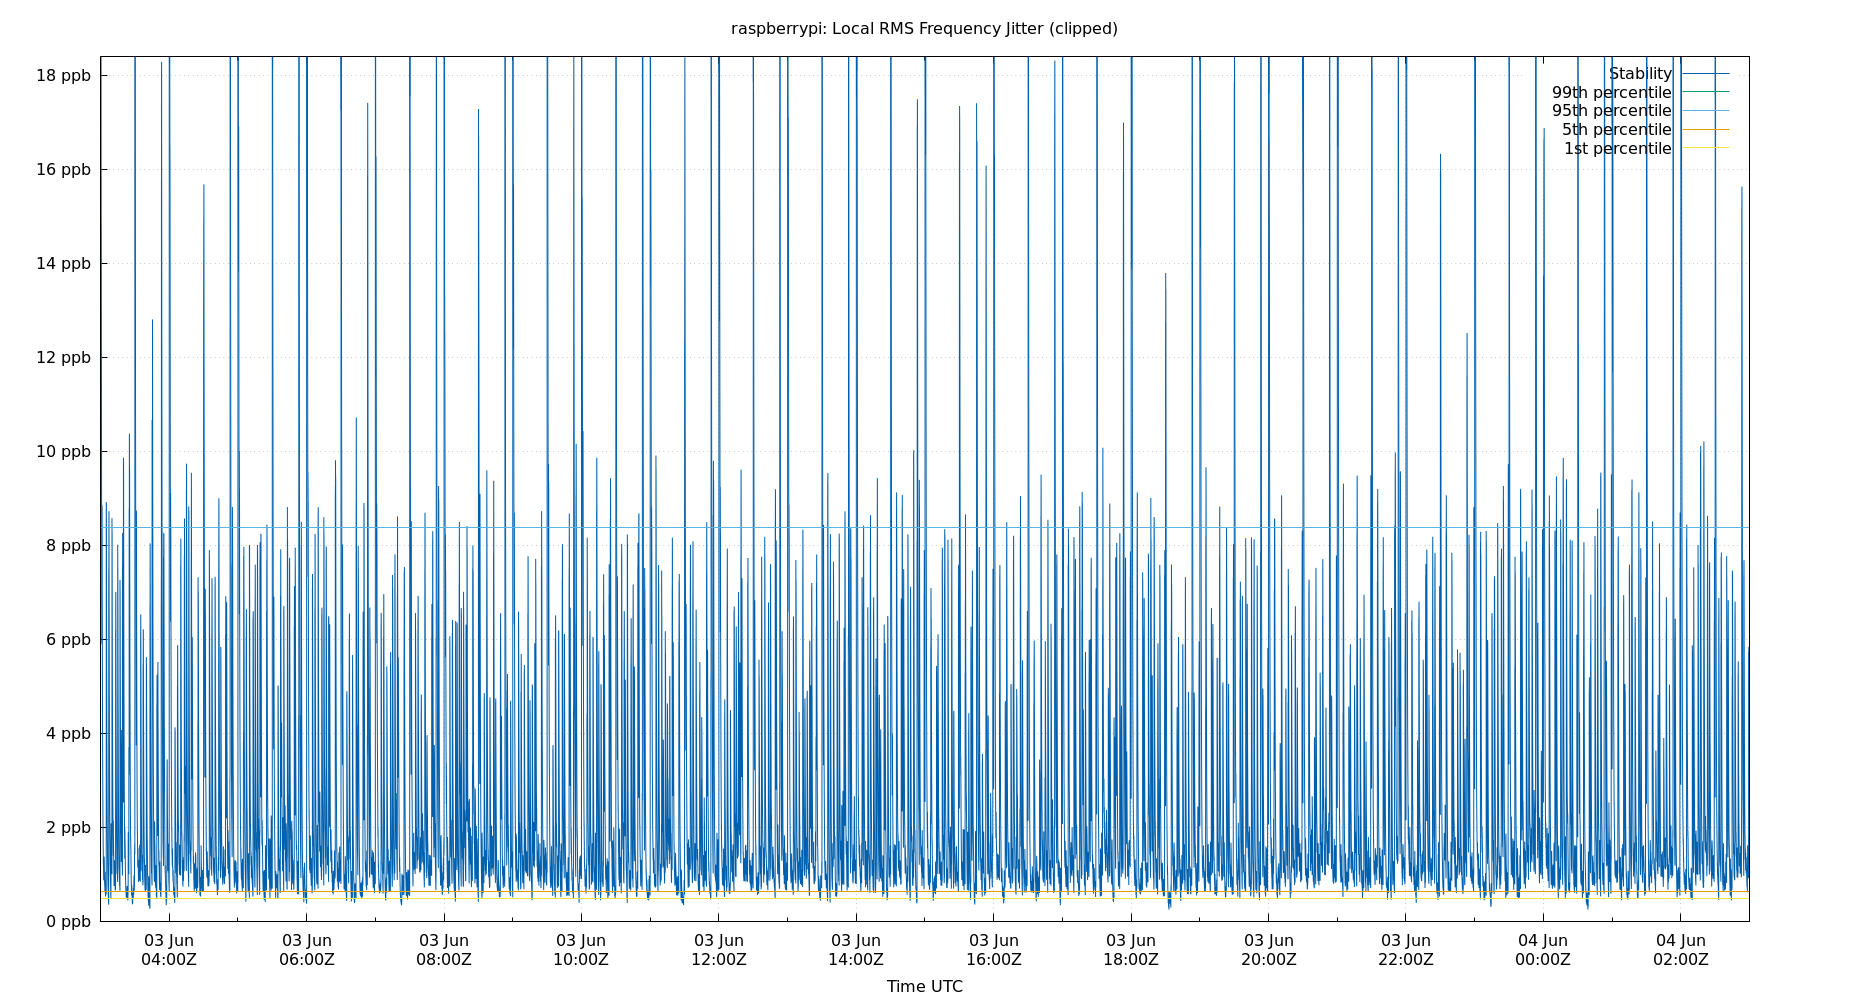 raspberrypi: Local RMS Frequency Jitter (clipped)
18 ppb
16 ppb
14 ppb
12 ppb
10 ppb
8 ppb
6 ppb
4 ppb
2 ppb
0 ppb
Stability
99th percentile
95th percentile
5th percentile
1st percentile
03 Jun 03 Jun 03 Jun 03 Jun 03 Jun 03 Jun 03 Jun 03 Jun 03 Jun 03 Jun 04 Jun 04 Jun
04:00Z 06:00Z 08:00Z 10:00Z 12:00Z 14:00Z 16:00Z 18:00Z 20:00Z 22:00Z 00:00Z 02:00Z
Time UTC